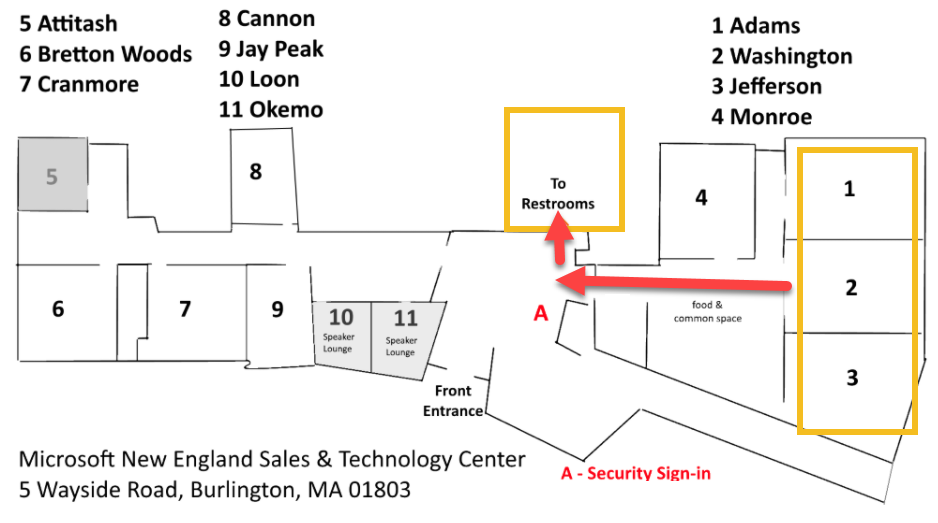 5 Attitash
6 Bretton Woods
7 Cranmore
8 Cannon
9 Jay Peak
10 Loon
11 Okemo
1 Adams
2 Washington
3 Jefferson
4 Monroe
5
8
To
Restrooms
4
1
2
3
6
7
9
10
Speaker
Lounge
11
Speaker
Lounge
A
food &
common space
Front
Entrance
Microsoft New England Sales & Technology Center
5 Wayside Road, Burlington, MA 01803
A - Security Sign-in